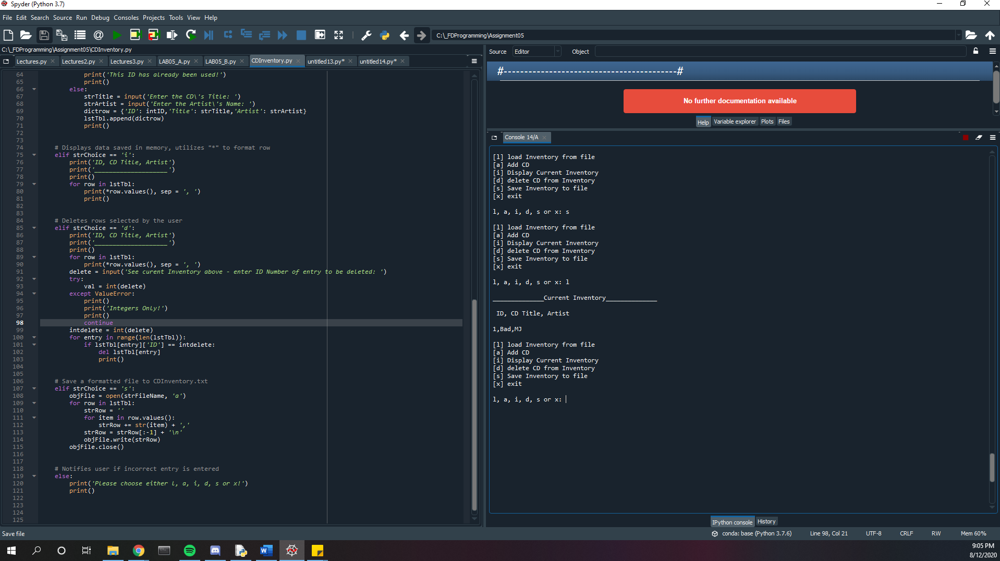 Spyder (Python 3.7)
File Edit Search Source Run Debug Consoles Projects Tools View Help
C:\_FDProgramming\Assignment05
C:\_FDProgramming\Assignment05\CDInventory.py
Lectures.py Lectures2.py Lectures3.py LAB05_A.py LAB05_B.py CDInventory.py untitled13.py* untitled14.py*
64 print('This ID has already been used!')
65 print()
66 else:
67 strTitle = input('Enter the CD\'s Title: ')
68 strArtist = input('Enter the Artist\'s Name: ')
69 dictrow = {'ID': intID,'Title': strTitle,'Artist': strArtist}
70 lstTbl.append(dictrow)
71 print()
72
73
74 # Displays data saved in memory, utilizes "*" to format row
75 elif strChoice == 'i':
76 print('ID, CD Title, Artist')
77 print('____________________')
78 print()
79 for row in lstTbl:
80 print(*row.values(), sep = ', ')
81 print()
82
83
84 # Deletes rows selected by the user
85 elif strChoice == 'd':
86 print('ID, CD Title, Artist')
87 print('____________________')
88 print()
89 for row in lstTbl:
90 print(*row.values(), sep = ', ')
91 delete = input('See curent Inventory above - enter ID Number of entry to be deleted: ')
92 try:
93 val = int(delete)
94 except ValueError:
95 print()
96 print('Integers Only!')
97 print()
98 continue
99 intdelete = int(delete)
100 for entry in range(len(lstTbl)):
101 if lstTbl[entry]['ID'] == intdelete:
102 del lstTbl[entry]
103 print()
104
105
106 # Save a formatted file to CDInventory.txt
107 elif strChoice == 's':
108 objFile = open(strFileName, 'a')
109 for row in lstTbl:
110 strRow = ''
111 for item in row.values():
112 strRow += str(item) + ','
113 strRow = strRow[:-1] + '\n'
114 objFile.write(strRow)
115 objFile.close()
116
117
118 # Notifies user if incorrect entry is entered
119 else:
120 print('Please choose either l, a, i, d, s or x!')
121 print()
122
123
124
125
Source Editor Object
#------------------------------------------#
No further documentation available
Help Variable explorer Plots Files
Console 14/A
[l] load Inventory from file
[a] Add CD
[i] Display Current Inventory
[d] delete CD from Inventory
[s] Save Inventory to file
[x] exit
l, a, i, d, s or x: s
[l] load Inventory from file
[a] Add CD
[i] Display Current Inventory
[d] delete CD from Inventory
[s] Save Inventory to file
[x] exit
l, a, i, d, s or x: l
______________Current Inventory______________
ID, CD Title, Artist
1,Bad,MJ
[l] load Inventory from file
[a] Add CD
[i] Display Current Inventory
[d] delete CD from Inventory
[s] Save Inventory to file
[x] exit
l, a, i, d, s or x:
IPython console History
Save file
conda: base (Python 3.7.6) Line 98, Col 21 UTF-8 CRLF RW Mem 60%
9:05 PM
8/12/2020